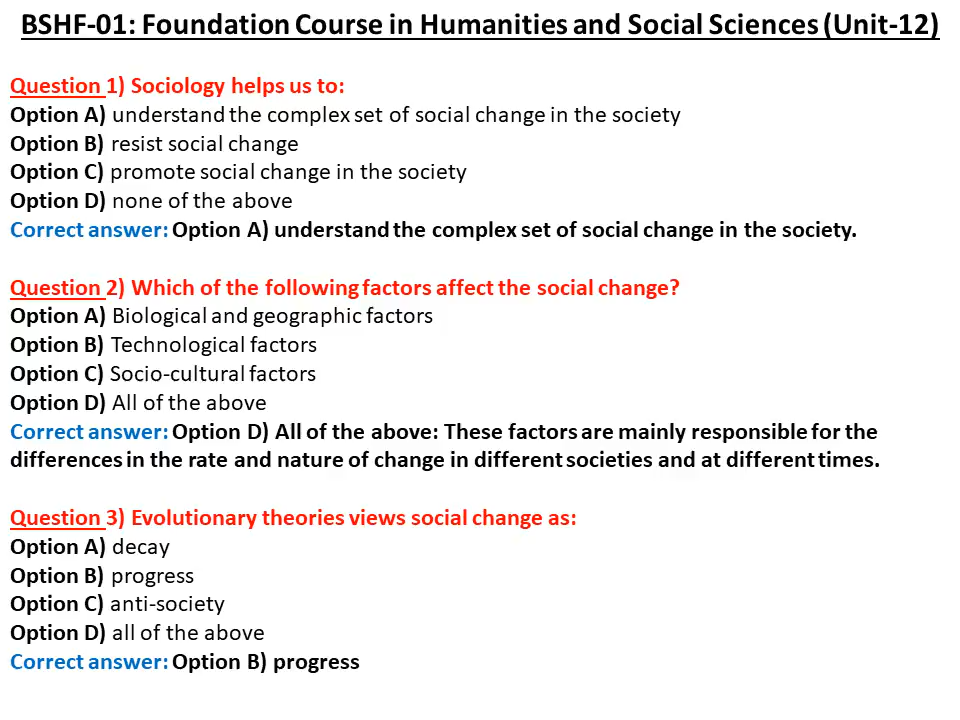 BSHF-01: Foundation Course in Humanities and Social Sciences (Unit-12)
Question 1) Sociology helps us to:
Option A) understand the complex set of social change in the society
Option B) resist social change
Option C) promote social change in the society
Option D) none of the above
Correct answer: Option A) understand the complex set of social change in the society.
Question 2) Which of the following factors affect the social change?
Option A) Biological and geographic factors
Option B) Technological factors
Option C) Socio-cultural factors
Option D) All of the above
Correct answer: Option D) All of the above: These factors are mainly responsible for the
differences in the rate and nature of change in different societies and at different times.
Question 3) Evolutionary theories views social change as:
Option A) decay
Option B) progress
Option C) anti-society
Option D) all of the above
Correct answer: Option B) progress